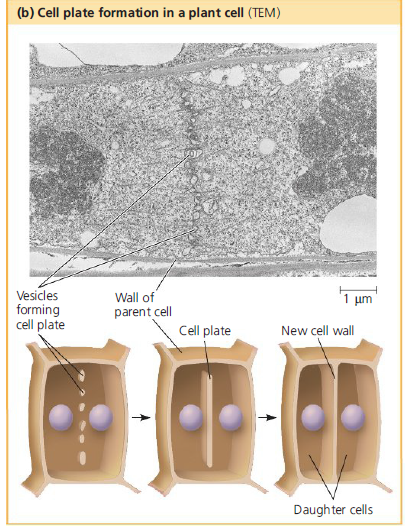 (b) Cell plate formation in a plant cell (TEM)
Vesicles
forming
cell plate
Wall of
parent cell
1 μm
Cell plate
New cell wall
Daughter cells